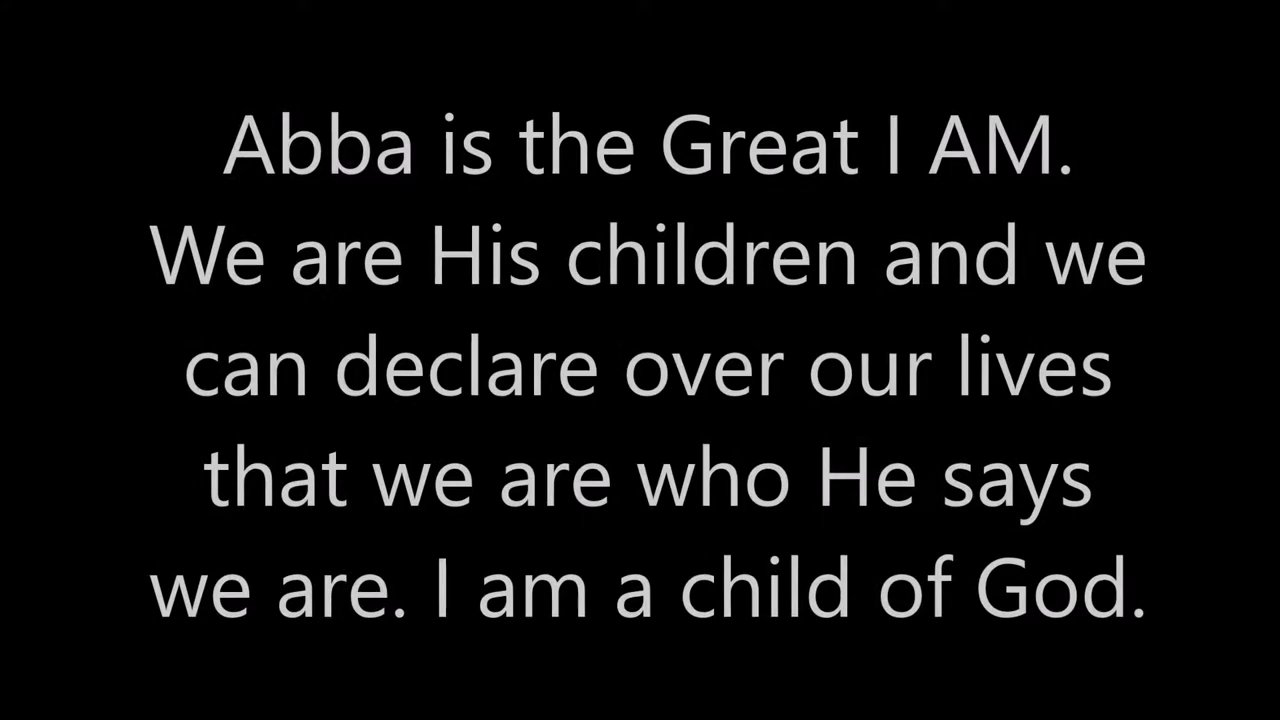 Abba is the Great I AM.
We are His children and we
can declare over our lives
that we are who He says
we are. I am a child of God.